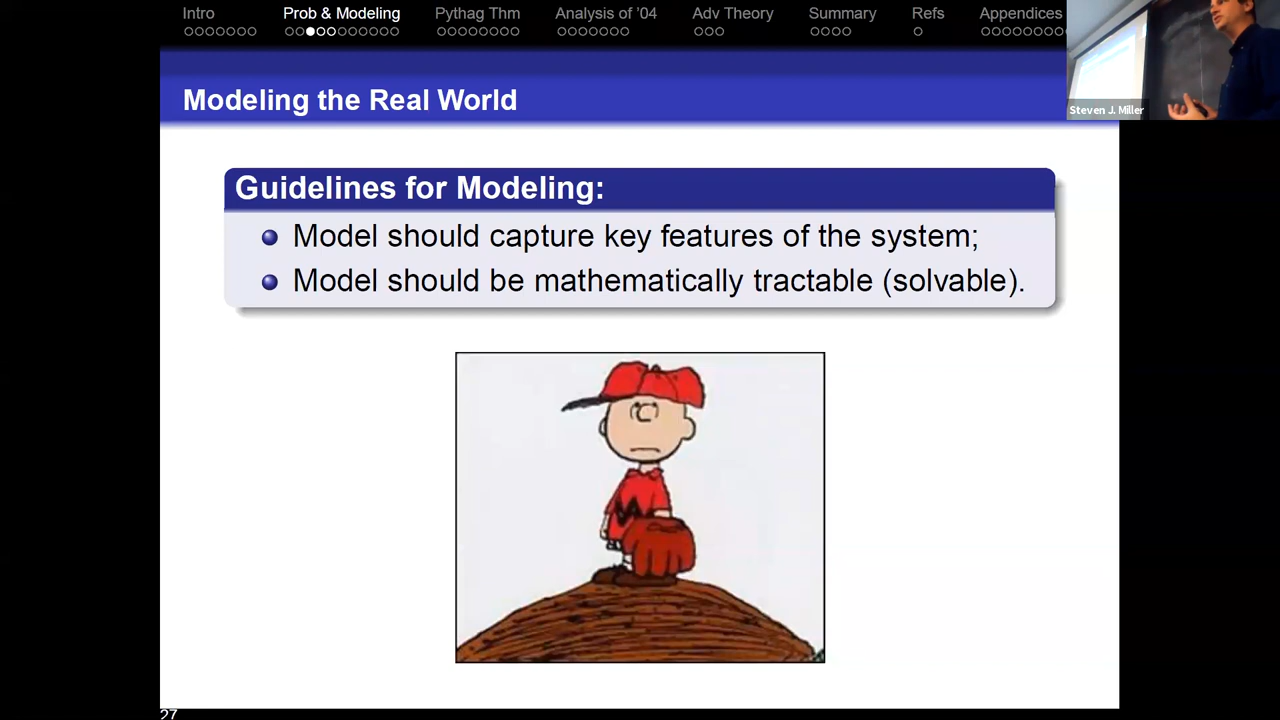 Intro Prob & Modeling Pythag Thm Analysis of '04 Adv Theory Summary Refs Appendices
Steven J. Miller
Modeling the Real World
Guidelines for Modeling:
Model should capture key features of the system;
Model should be mathematically tractable (solvable).
27